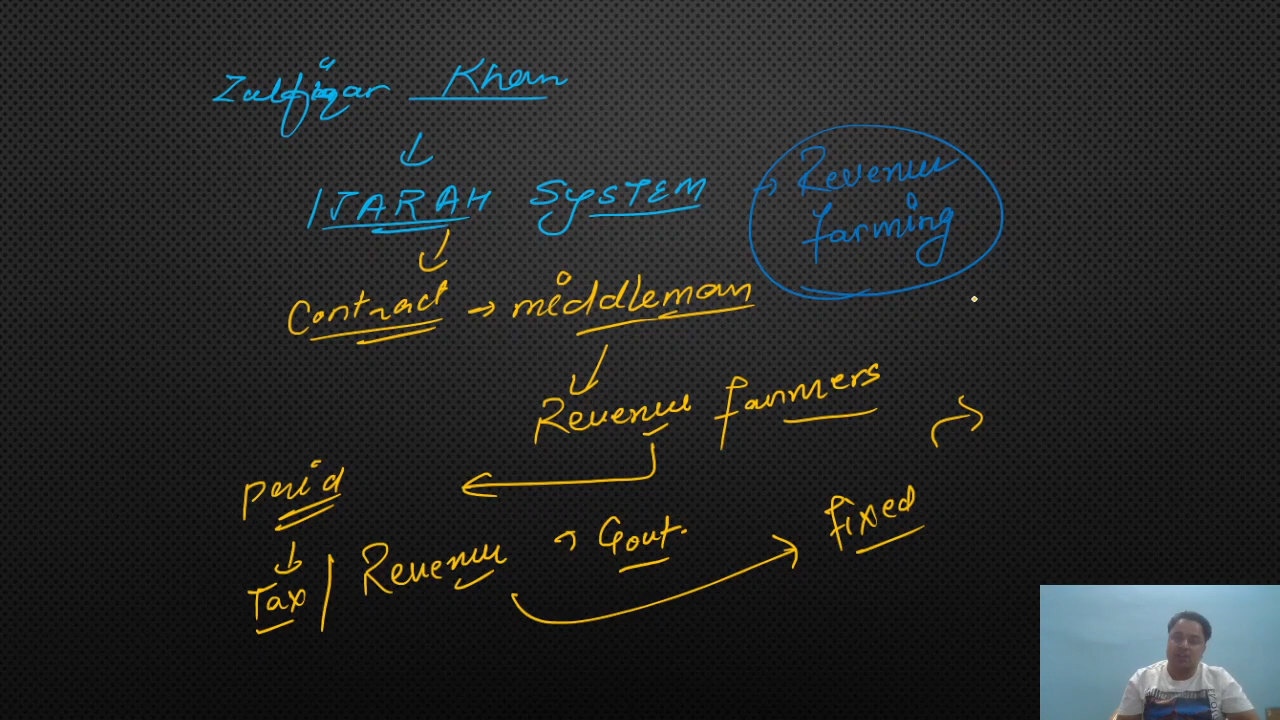 Zulfiqar Khan
IJARAH SYSTEM → Revenue
farming
Contract → middleman
Revenue farmers
paid
Tax / Revenue → Govt.
fixed